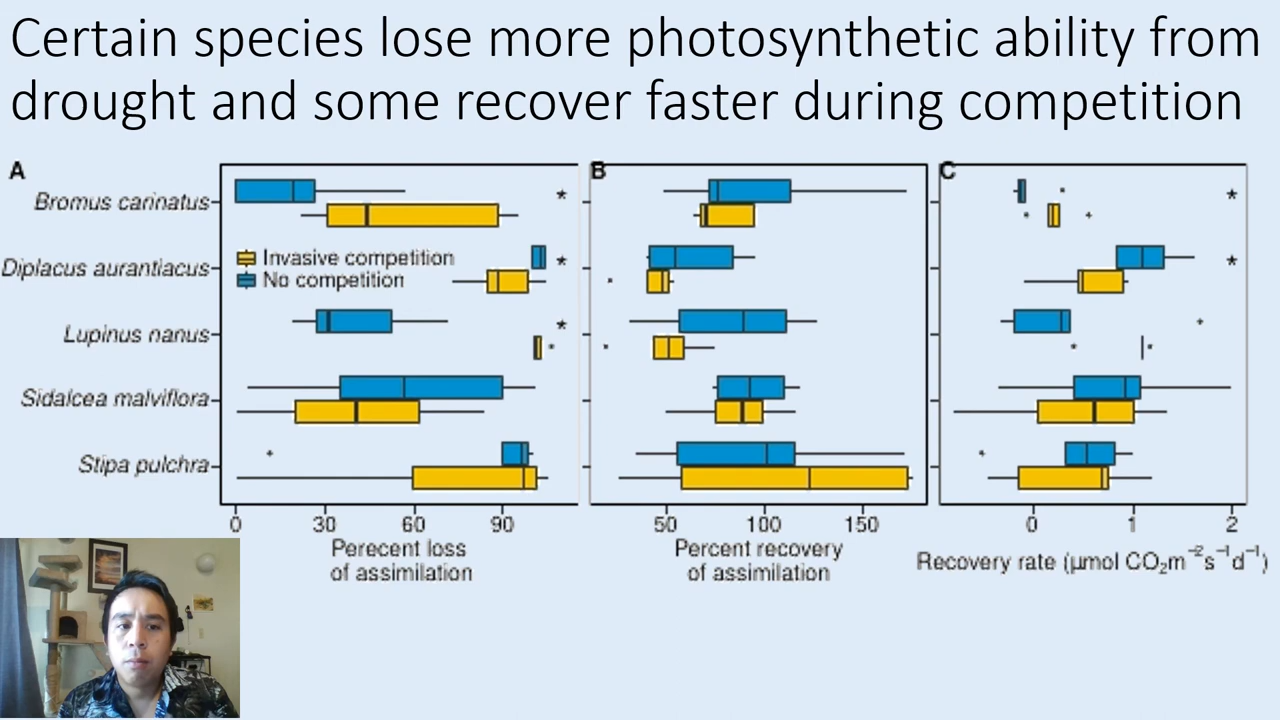 Certain species lose more photosynthetic ability from
drought and some recover faster during competition
A
B
C
Bromus carinatus
*
*
Diplacus aurantiacus
Invasive competition
No competition
*
*
Lupinus nanus
*
Sidalcea malviflora
Stipa pulchra
0 30 60 90
50 100 150
0 1 2
Perecent loss
of assimilation
Percent recovery
of assimilation
Recovery rate (μmol CO₂m⁻²s⁻¹d⁻¹)